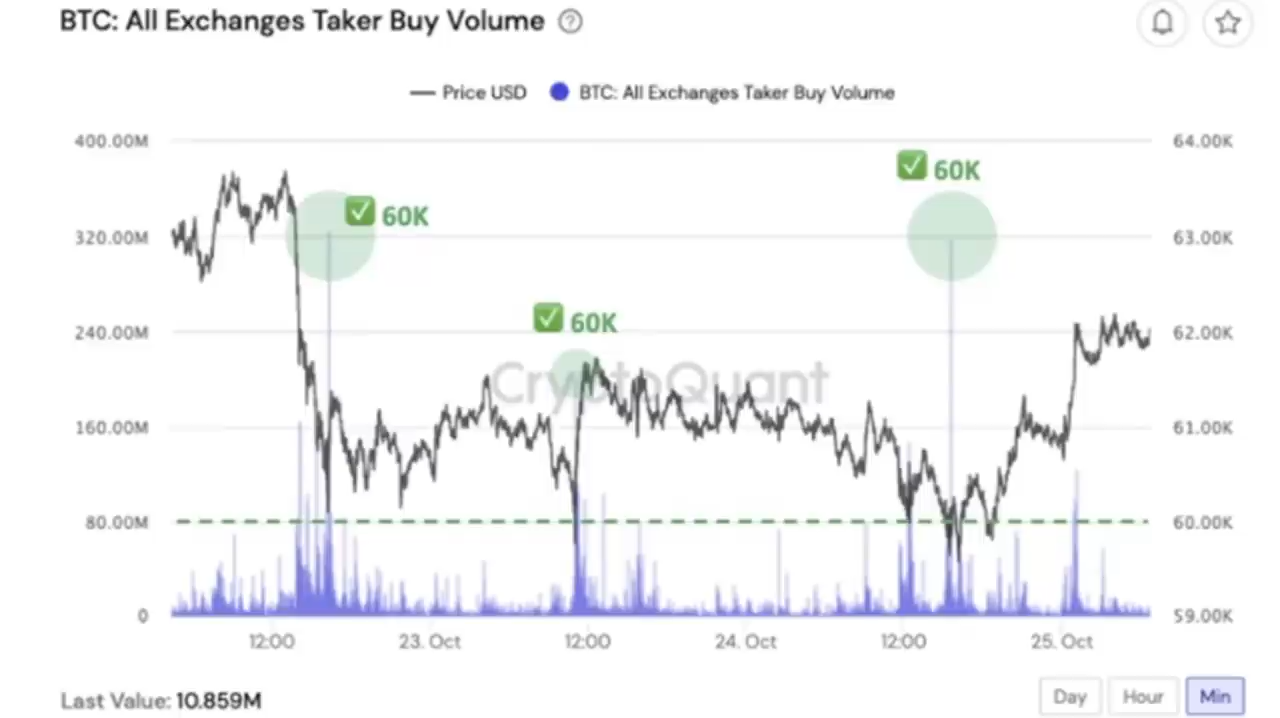 BTC: All Exchanges Taker Buy Volume ?
Price USD BTC: All Exchanges Taker Buy Volume
400.00M 64.00K
✅ 60K
✅ 60K
320.00M 63.00K
✅ 60K
240.00M 62.00K
CryptoQuant
160.00M 61.00K
80.00M 60.00K
0 59.00K
12:00 23. Oct 12:00 24. Oct 12:00 25. Oct
Last Value: 10.859M Day Hour Min